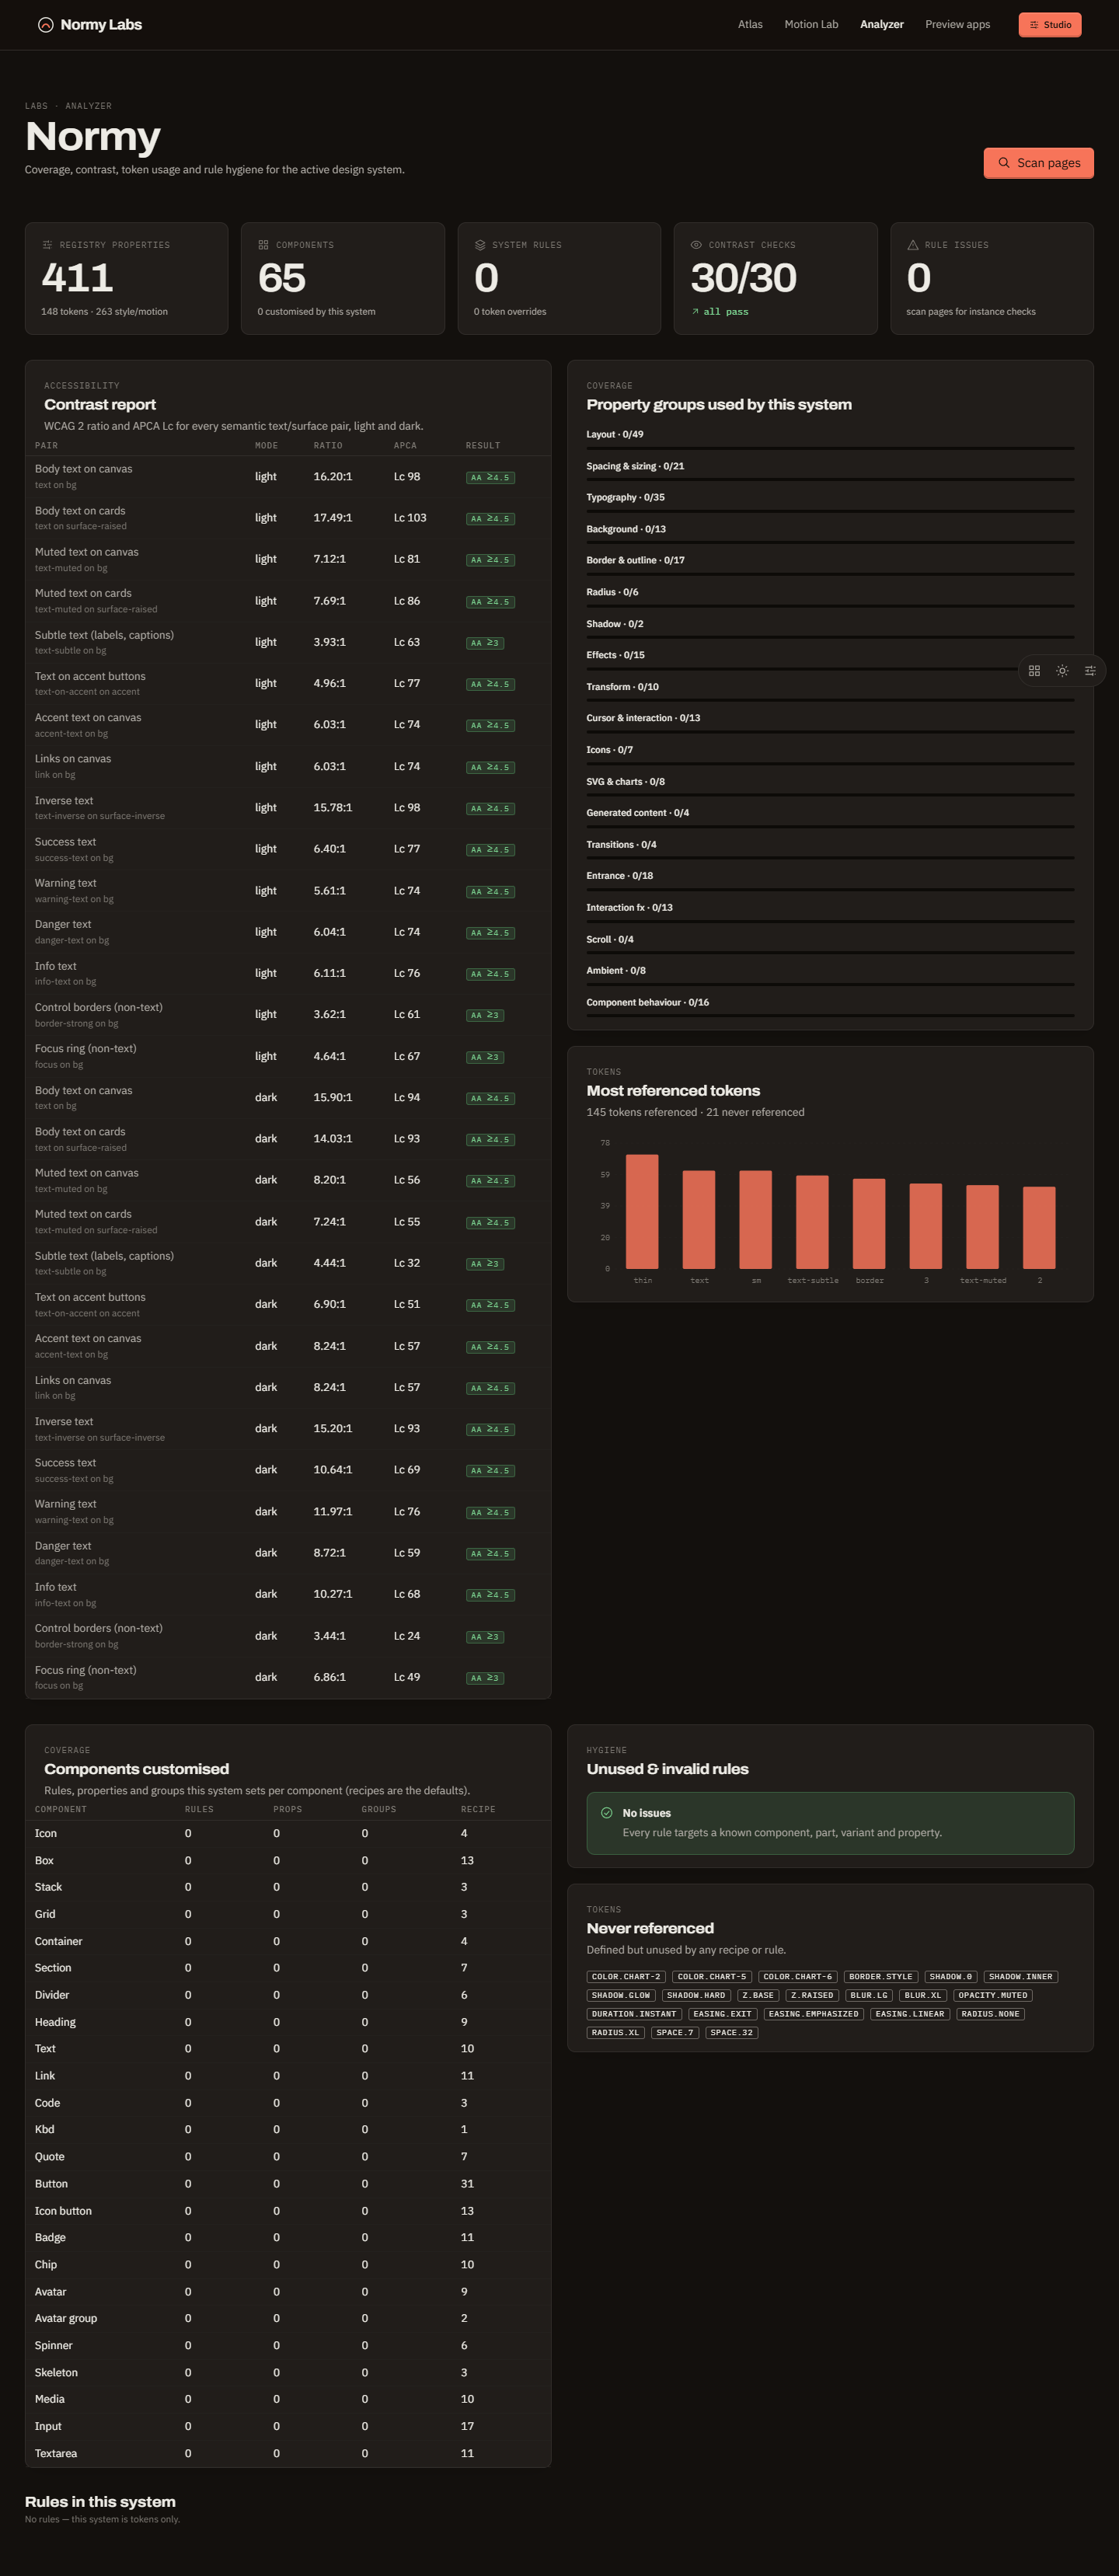 Normy Labs
Atlas Motion Lab Analyzer Preview apps Studio
LABS · ANALYZER
Normy
Coverage, contrast, token usage and rule hygiene for the active design system.
Scan pages
REGISTRY PROPERTIES
411
148 tokens · 263 style/motion
COMPONENTS
65
0 customised by this system
SYSTEM RULES
0
0 token overrides
CONTRAST CHECKS
30/30
all pass
RULE ISSUES
0
scan pages for instance checks
ACCESSIBILITY
Contrast report
WCAG 2 ratio and APCA Lc for every semantic text/surface pair, light and dark.
PAIR MODE RATIO APCA RESULT
Body text on canvas light 16.20:1 Lc 98 AA ≥4.5
text on bg
Body text on cards light 17.49:1 Lc 103 AA ≥4.5
text on surface-raised
Muted text on canvas light 7.12:1 Lc 81 AA ≥4.5
text-muted on bg
Muted text on cards light 7.69:1 Lc 86 AA ≥4.5
text-muted on surface-raised
Subtle text (labels, captions) light 3.93:1 Lc 63 AA ≥3
text-subtle on bg
Text on accent buttons light 4.96:1 Lc 77 AA ≥4.5
text-on-accent on accent
Accent text on canvas light 6.03:1 Lc 74 AA ≥4.5
accent-text on bg
Links on canvas light 6.03:1 Lc 74 AA ≥4.5
link on bg
Inverse text light 15.78:1 Lc 98 AA ≥4.5
text-inverse on surface-inverse
Success text light 6.40:1 Lc 77 AA ≥4.5
success-text on bg
Warning text light 5.61:1 Lc 74 AA ≥4.5
warning-text on bg
Danger text light 6.04:1 Lc 74 AA ≥4.5
danger-text on bg
Info text light 6.11:1 Lc 76 AA ≥4.5
info-text on bg
Control borders (non-text) light 3.62:1 Lc 61 AA ≥3
border-strong on bg
Focus ring (non-text) light 4.64:1 Lc 67 AA ≥3
focus on bg
Body text on canvas dark 15.90:1 Lc 94 AA ≥4.5
text on bg
Body text on cards dark 14.03:1 Lc 93 AA ≥4.5
text on surface-raised
Muted text on canvas dark 8.20:1 Lc 56 AA ≥4.5
text-muted on bg
Muted text on cards dark 7.24:1 Lc 55 AA ≥4.5
text-muted on surface-raised
Subtle text (labels, captions) dark 4.44:1 Lc 32 AA ≥3
text-subtle on bg
Text on accent buttons dark 6.90:1 Lc 51 AA ≥4.5
text-on-accent on accent
Accent text on canvas dark 8.24:1 Lc 57 AA ≥4.5
accent-text on bg
Links on canvas dark 8.24:1 Lc 57 AA ≥4.5
link on bg
Inverse text dark 15.20:1 Lc 93 AA ≥4.5
text-inverse on surface-inverse
Success text dark 10.64:1 Lc 69 AA ≥4.5
success-text on bg
Warning text dark 11.97:1 Lc 76 AA ≥4.5
warning-text on bg
Danger text dark 8.72:1 Lc 59 AA ≥4.5
danger-text on bg
Info text dark 10.27:1 Lc 68 AA ≥4.5
info-text on bg
Control borders (non-text) dark 3.44:1 Lc 24 AA ≥3
border-strong on bg
Focus ring (non-text) dark 6.86:1 Lc 49 AA ≥3
focus on bg
COVERAGE
Property groups used by this system
Layout · 0/49
Spacing & sizing · 0/21
Typography · 0/35
Background · 0/13
Border & outline · 0/17
Radius · 0/6
Shadow · 0/2
Effects · 0/15
Transform · 0/10
Cursor & interaction · 0/13
Icons · 0/7
SVG & charts · 0/8
Generated content · 0/4
Transitions · 0/4
Entrance · 0/18
Interaction fx · 0/13
Scroll · 0/4
Ambient · 0/8
Component behaviour · 0/16
TOKENS
Most referenced tokens
145 tokens referenced · 21 never referenced
78
59
39
20
0
thin text sm text-subtle border 3 text-muted 2
COVERAGE
Components customised
Rules, properties and groups this system sets per component (recipes are the defaults).
COMPONENT RULES PROPS GROUPS RECIPE
Icon 0 0 0 4
Box 0 0 0 13
Stack 0 0 0 3
Grid 0 0 0 3
Container 0 0 0 4
Section 0 0 0 7
Divider 0 0 0 6
Heading 0 0 0 9
Text 0 0 0 10
Link 0 0 0 11
Code 0 0 0 3
Kbd 0 0 0 1
Quote 0 0 0 7
Button 0 0 0 31
Icon button 0 0 0 13
Badge 0 0 0 11
Chip 0 0 0 10
Avatar 0 0 0 9
Avatar group 0 0 0 2
Spinner 0 0 0 6
Skeleton 0 0 0 3
Media 0 0 0 10
Input 0 0 0 17
Textarea 0 0 0 11
HYGIENE
Unused & invalid rules
No issues
Every rule targets a known component, part, variant and property.
TOKENS
Never referenced
Defined but unused by any recipe or rule.
COLOR.CHART-2 COLOR.CHART-5 COLOR.CHART-6 BORDER.STYLE SHADOW.0 SHADOW.INNER
SHADOW.GLOW SHADOW.HARD Z.BASE Z.RAISED BLUR.LG BLUR.XL OPACITY.MUTED
DURATION.INSTANT EASING.EXIT EASING.EMPHASIZED EASING.LINEAR RADIUS.NONE
RADIUS.XL SPACE.7 SPACE.32
Rules in this system
No rules — this system is tokens only.